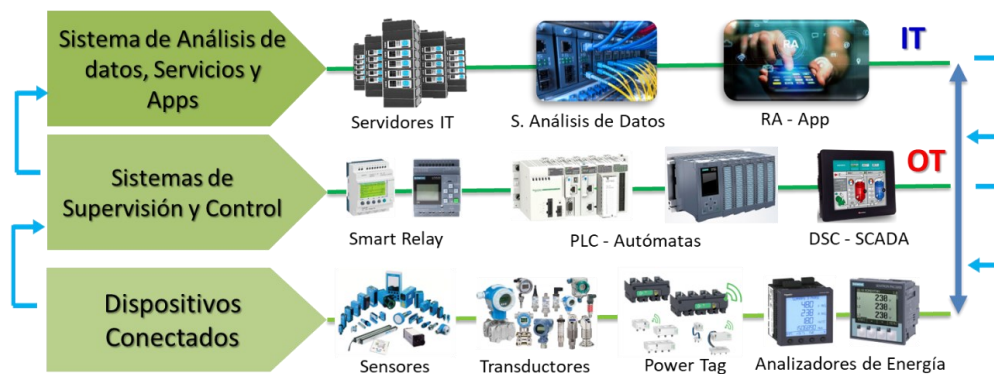 Sistema de Análisis de
datos, Servicios y
Apps
Servidores IT
S. Análisis de Datos
RA
RA - App
IT
Sistemas de
Supervisión y Control
Smart Relay
PLC - Autómatas
DSC - SCADA
OT
Dispositivos
Conectados
Sensores
Transductores
Power Tag
Analizadores de Energía